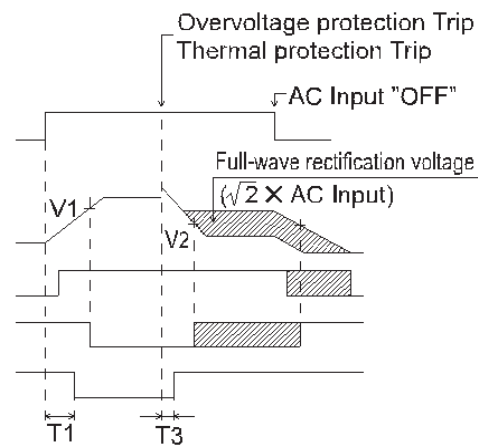 Overvoltage protection Trip
Thermal protection Trip
AC Input "OFF"
Full-wave rectification voltage
(√2 × AC Input)
V1
V2
T1
T3